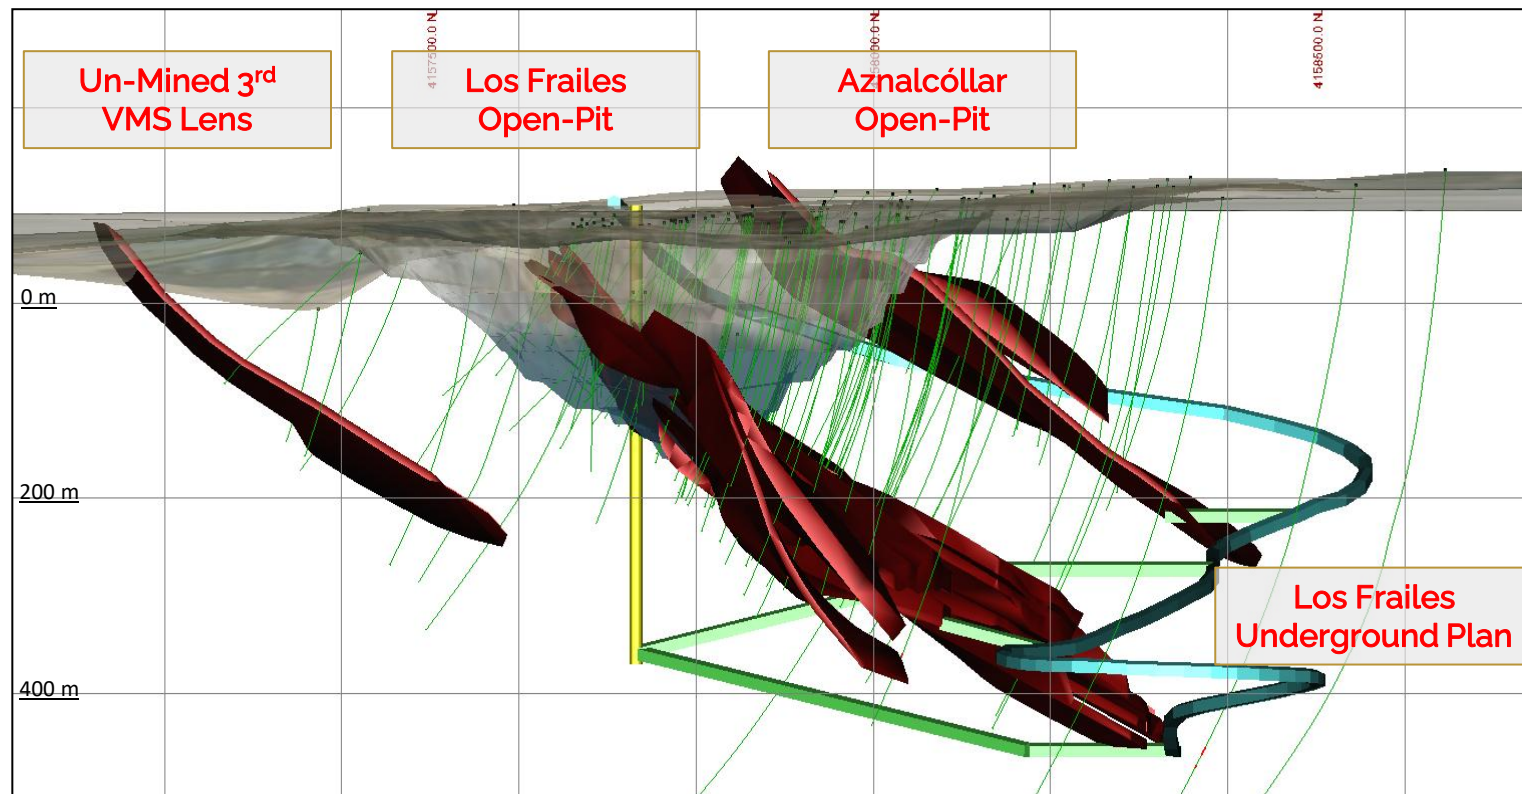 4157500.0 N
4158000.0 N
4158500.0 N
Un-Mined 3rd
VMS Lens
Los Frailes
Open-Pit
Aznalcóllar
Open-Pit
0 m
200 m
400 m
Los Frailes
Underground Plan